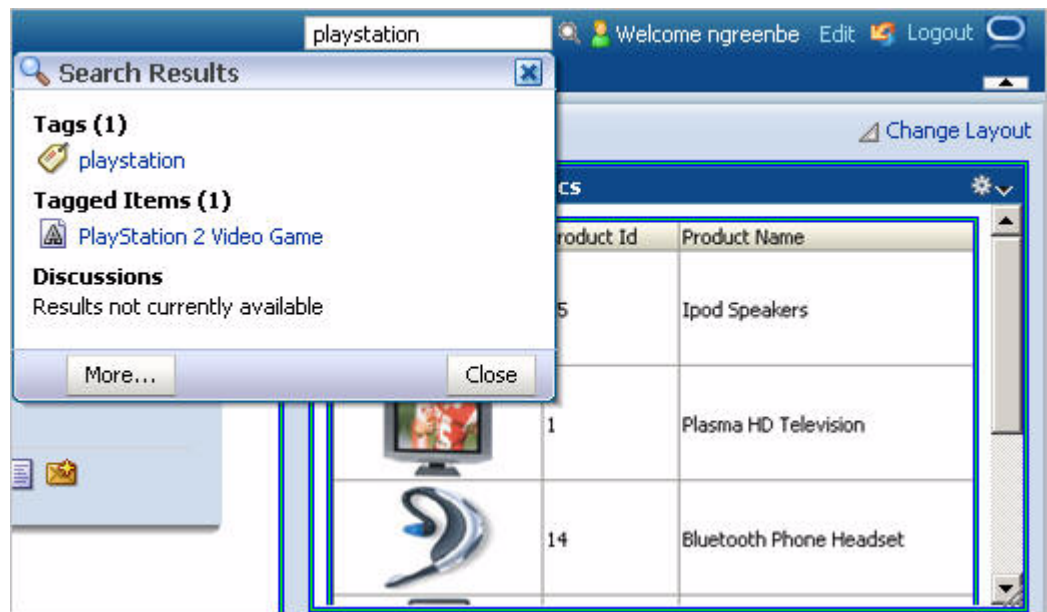 playstation
Welcome ngreenbe Edit Logout
Search Results
Tags (1)
playstation
Tagged Items (1)
PlayStation 2 Video Game
Discussions
Results not currently available
More... Close
Change Layout
cs
roduct Id Product Name
5 Ipod Speakers
1 Plasma HD Television
14 Bluetooth Phone Headset